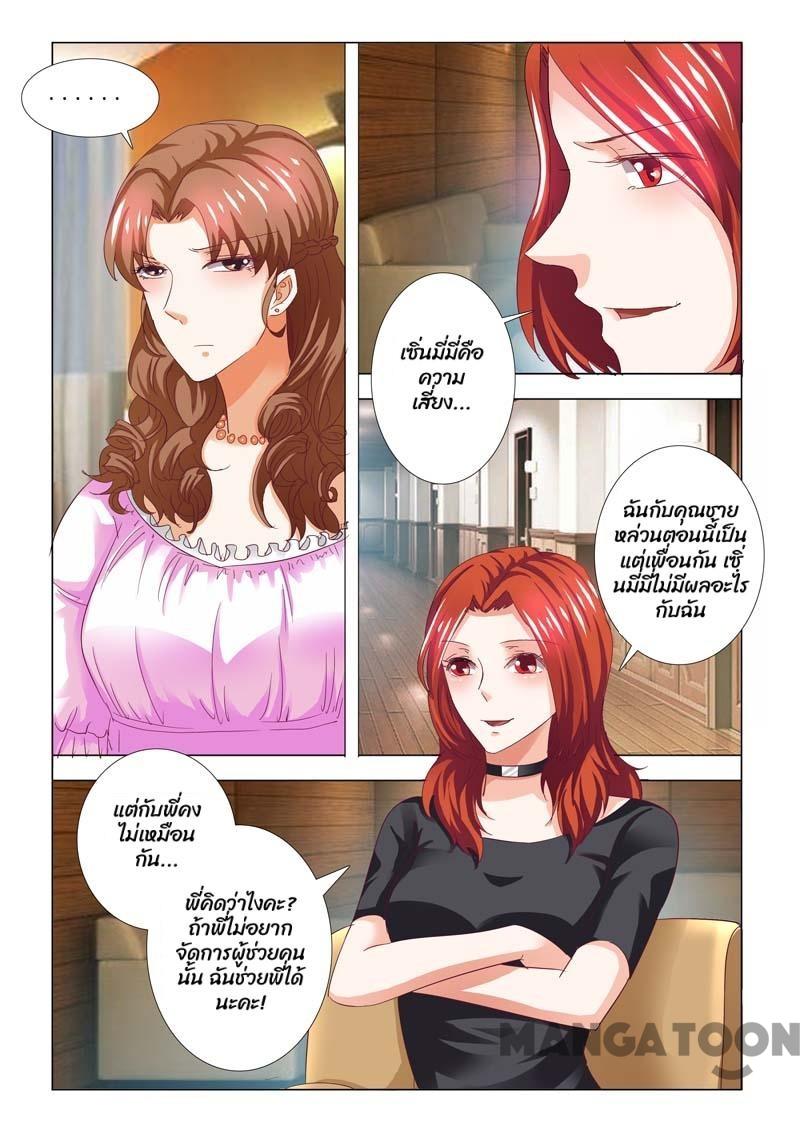 ......
เซิ่นมี่มี่คือ
ความ
เสี่ยง...
ฉันกับคุณชาย
หล่วนตอนนี้เป็น
แต่เพื่อนกัน เซิ่
นมี่มี่ไม่มีผลอะไร
กับฉัน
แต่กับพี่คง
ไม่เหมือน
กัน...
พี่คิดว่าไงคะ?
ถ้าพี่ไม่อยาก
จัดการผู้ช่วยคน
นั้น ฉันช่วยพี่ได้
นะคะ!
MANGATOON